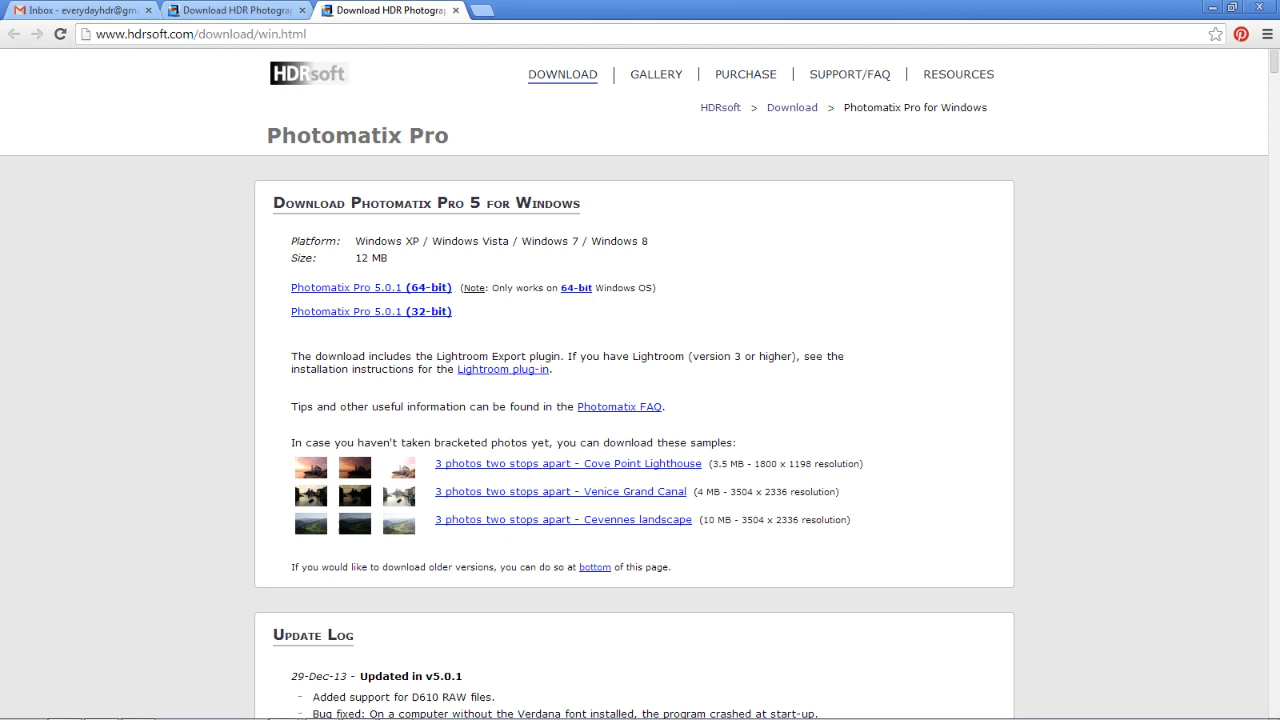 Inbox - everydayhdr@gm
Download HDR Photogra
Download HDR Photogra
www.hdrsoft.com/download/win.html
HDRsoft
DOWNLOAD | GALLERY | PURCHASE | SUPPORT/FAQ | RESOURCES
HDRsoft > Download > Photomatix Pro for Windows
Photomatix Pro
Download Photomatix Pro 5 for Windows
Platform: Windows XP / Windows Vista / Windows 7 / Windows 8
Size: 12 MB
Photomatix Pro 5.0.1 (64-bit) (Note: Only works on 64-bit Windows OS)
Photomatix Pro 5.0.1 (32-bit)
The download includes the Lightroom Export plugin. If you have Lightroom (version 3 or higher), see the
installation instructions for the Lightroom plug-in.
Tips and other useful information can be found in the Photomatix FAQ.
In case you haven't taken bracketed photos yet, you can download these samples:
3 photos two stops apart - Cove Point Lighthouse (3.5 MB - 1800 x 1198 resolution)
3 photos two stops apart - Venice Grand Canal (4 MB - 3504 x 2336 resolution)
3 photos two stops apart - Cevennes landscape (10 MB - 3504 x 2336 resolution)
If you would like to download older versions, you can do so at bottom of this page.
Update Log
29-Dec-13 - Updated in v5.0.1
- Added support for D610 RAW files.
- Bug fixed: On a computer without the Verdana font installed, the program crashed at start-up.